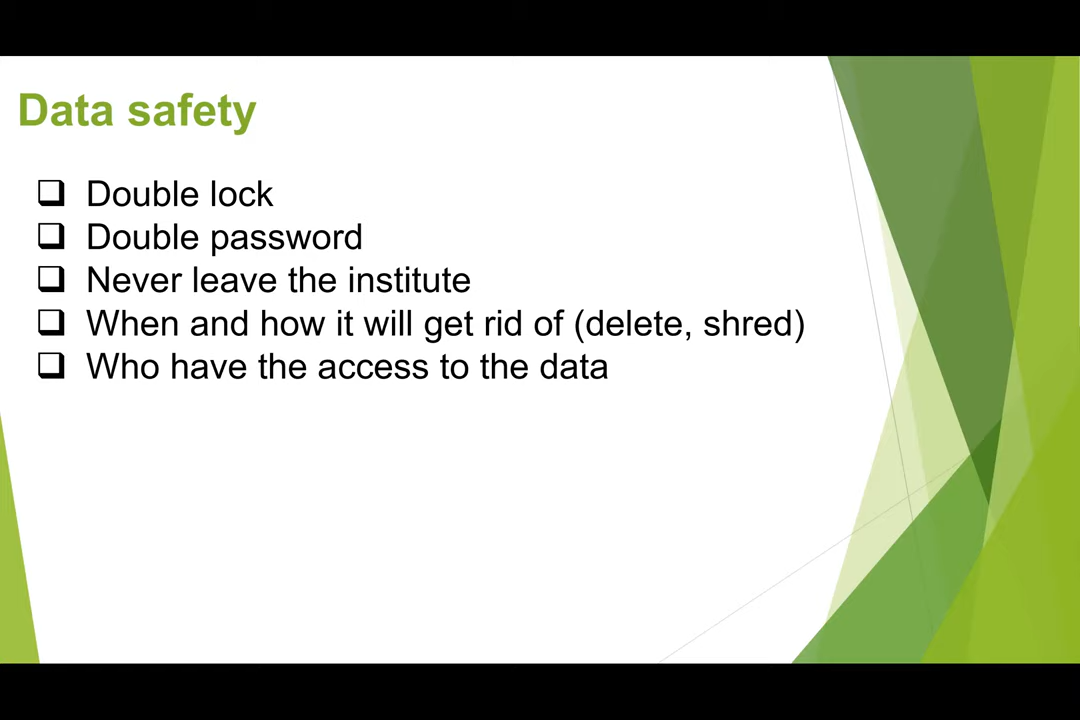 Data safety
Double lock
Double password
Never leave the institute
When and how it will get rid of (delete, shred)
Who have the access to the data